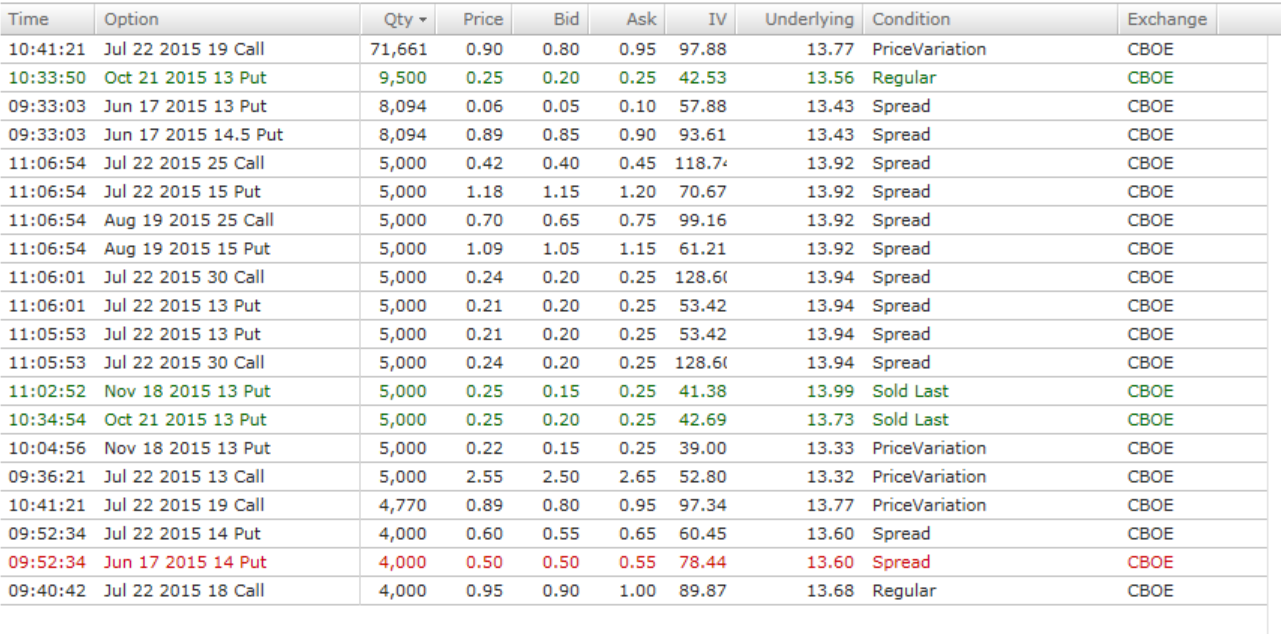 Time Option Qty Price Bid Ask IV Underlying Condition Exchange
10:41:21 Jul 22 2015 19 Call 71,661 0.90 0.80 0.95 97.88 13.77 PriceVariation CBOE
10:33:50 Oct 21 2015 13 Put 9,500 0.25 0.20 0.25 42.53 13.56 Regular CBOE
09:33:03 Jun 17 2015 13 Put 8,094 0.06 0.05 0.10 57.88 13.43 Spread CBOE
09:33:03 Jun 17 2015 14.5 Put 8,094 0.89 0.85 0.90 93.61 13.43 Spread CBOE
11:06:54 Jul 22 2015 25 Call 5,000 0.42 0.40 0.45 118.74 13.92 Spread CBOE
11:06:54 Jul 22 2015 15 Put 5,000 1.18 1.15 1.20 70.67 13.92 Spread CBOE
11:06:54 Aug 19 2015 25 Call 5,000 0.70 0.65 0.75 99.16 13.92 Spread CBOE
11:06:54 Aug 19 2015 15 Put 5,000 1.09 1.05 1.15 61.21 13.92 Spread CBOE
11:06:01 Jul 22 2015 30 Call 5,000 0.24 0.20 0.25 128.60 13.94 Spread CBOE
11:06:01 Jul 22 2015 13 Put 5,000 0.21 0.20 0.25 53.42 13.94 Spread CBOE
11:05:53 Jul 22 2015 13 Put 5,000 0.21 0.20 0.25 53.42 13.94 Spread CBOE
11:05:53 Jul 22 2015 30 Call 5,000 0.24 0.20 0.25 128.60 13.94 Spread CBOE
11:02:52 Nov 18 2015 13 Put 5,000 0.25 0.15 0.25 41.38 13.99 Sold Last CBOE
10:34:54 Oct 21 2015 13 Put 5,000 0.25 0.20 0.25 42.69 13.73 Sold Last CBOE
10:04:56 Nov 18 2015 13 Put 5,000 0.22 0.15 0.25 39.00 13.33 PriceVariation CBOE
09:36:21 Jul 22 2015 13 Call 5,000 2.55 2.50 2.65 52.80 13.32 PriceVariation CBOE
10:41:21 Jul 22 2015 19 Call 4,770 0.89 0.80 0.95 97.34 13.77 PriceVariation CBOE
09:52:34 Jul 22 2015 14 Put 4,000 0.60 0.55 0.65 60.45 13.60 Spread CBOE
09:52:34 Jun 17 2015 14 Put 4,000 0.50 0.50 0.55 78.44 13.60 Spread CBOE
09:40:42 Jul 22 2015 18 Call 4,000 0.95 0.90 1.00 89.87 13.68 Regular CBOE